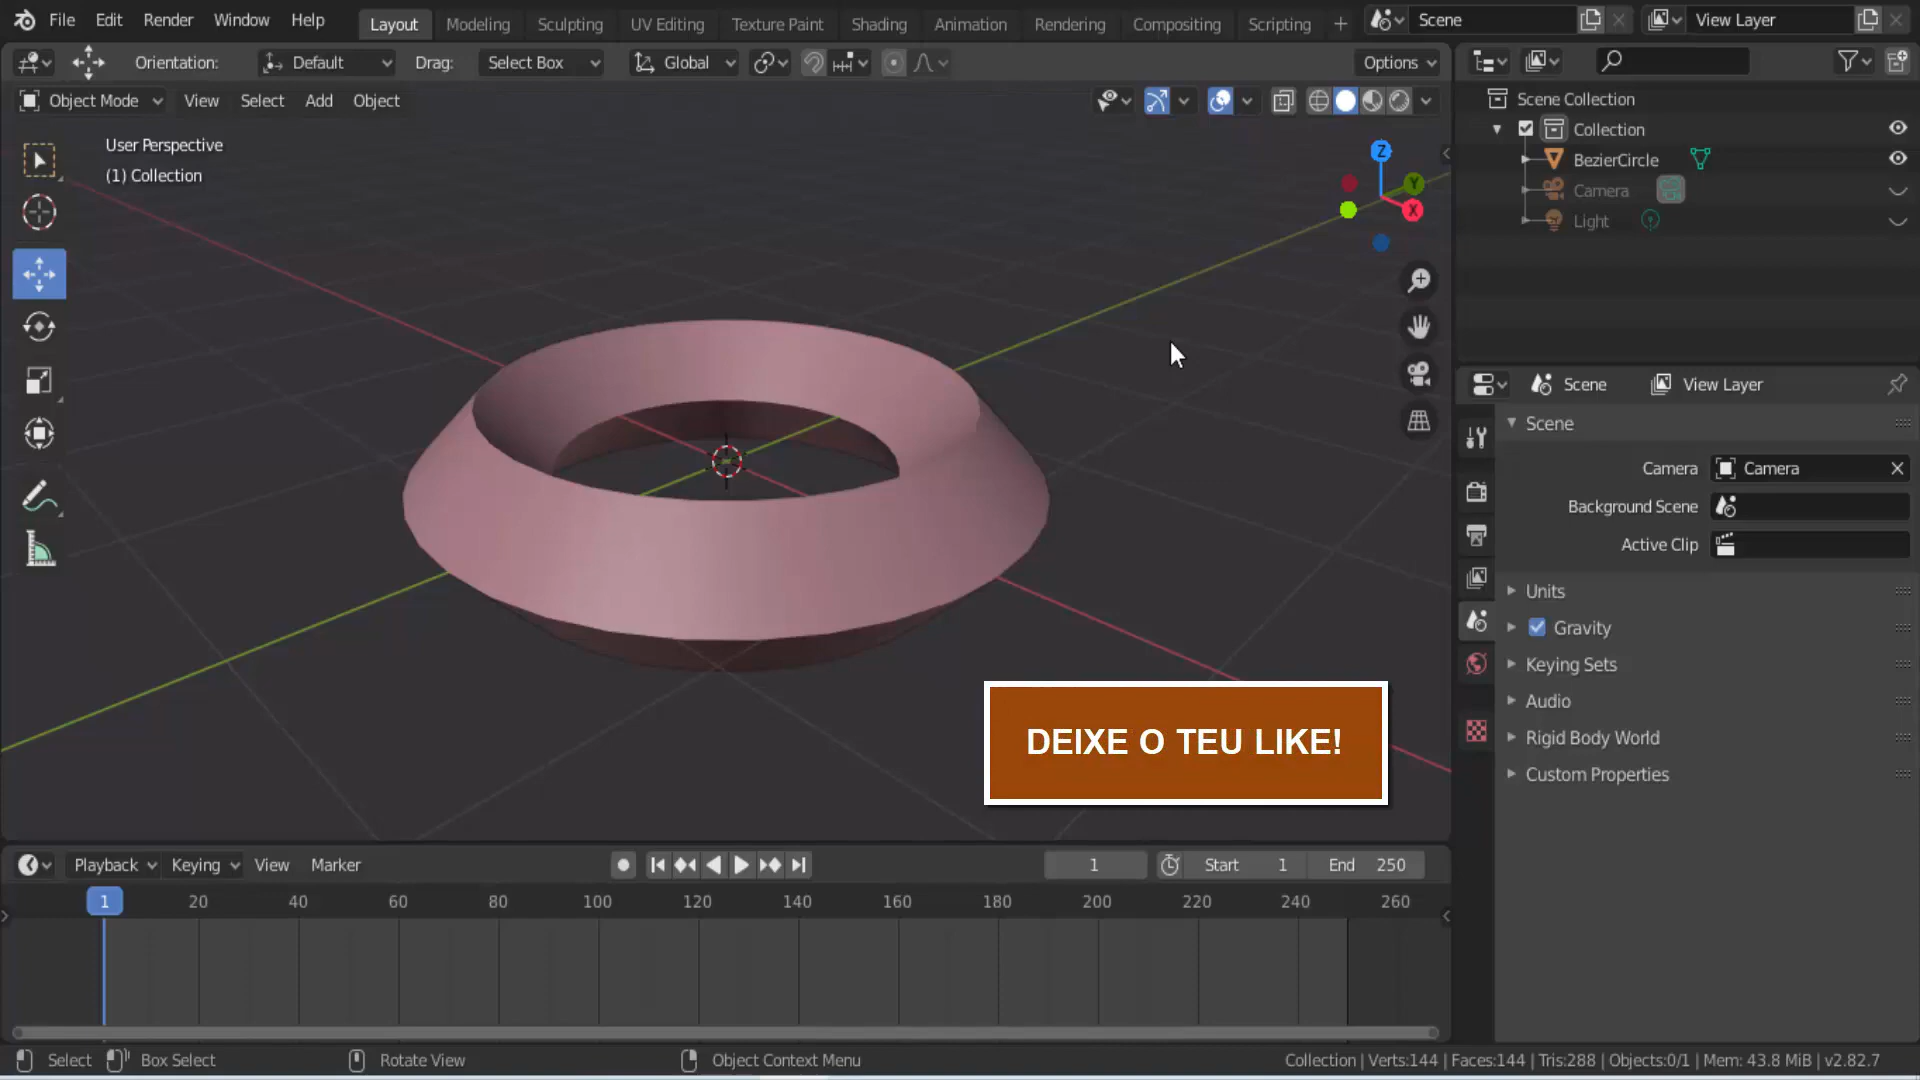 File Edit Render Window Help Layout Modeling Sculpting UV Editing Texture Paint Shading Animation Rendering Compositing Scripting + Scene View Layer
Orientation: Default Drag: Select Box Global Options
Object Mode View Select Add Object
User Perspective
(1) Collection
Z
Y
X
Scene Collection
Collection
BezierCircle
Camera
Light
Scene View Layer
Scene
Camera Camera
Background Scene
Active Clip
Units
Gravity
Keying Sets
Audio
Rigid Body World
Custom Properties
DEIXE O TEU LIKE!
Playback Keying View Marker 1 Start 1 End 250
1 20 40 60 80 100 120 140 160 180 200 220 240 260
Select Box Select Rotate View Object Context Menu Collection | Verts:144 | Faces:144 | Tris:288 | Objects:0/1 | Mem: 43.8 MiB | v2.82.7